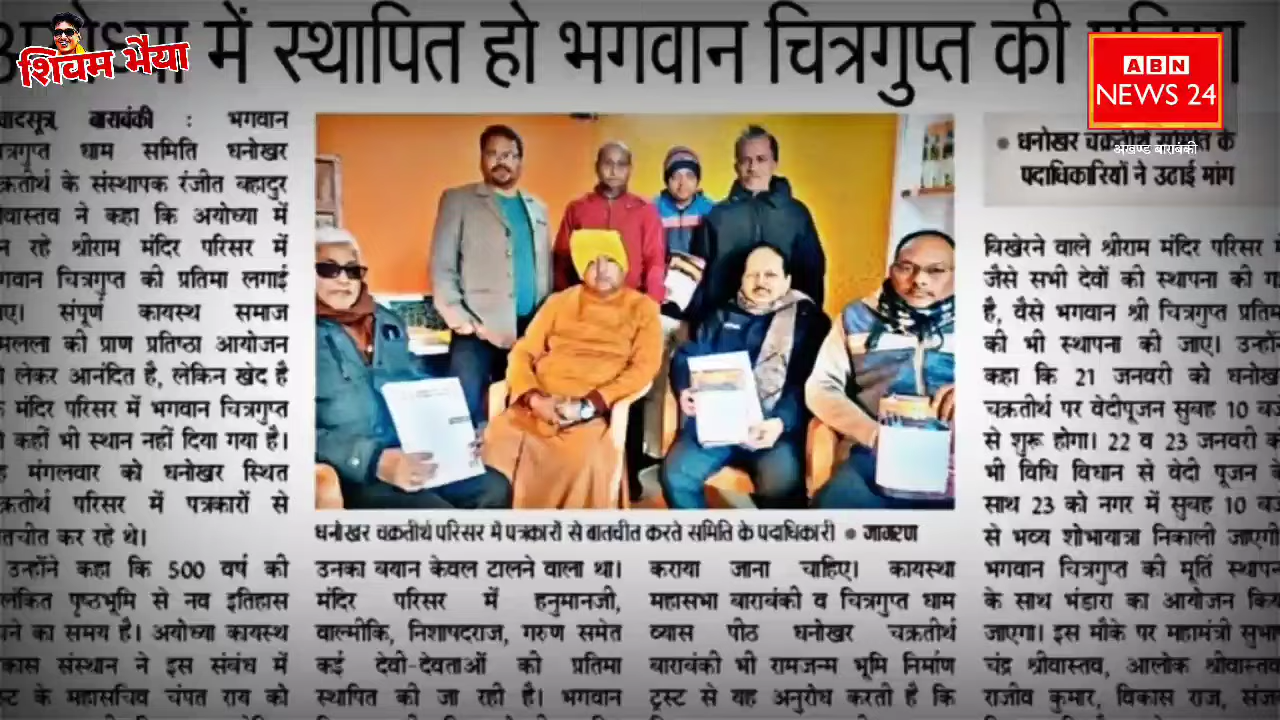 में स्थापित हो भगवान चित्रगुप्त की
शिवम भैया
ABN
NEWS 24
अखण्ड बाराबंकी
बाराबंकी : भगवान
धाम समिति धनोखर
के संस्थापक रंजीत बहादुर
ने कहा कि अयोध्या में
रहे श्रीराम मंदिर परिसर में
चित्रगुप्त की प्रतिमा लगाई
संपूर्ण कायस्थ समाज
की प्राण प्रतिष्ठा आयोजन
लेकर आनंदित है, लेकिन खेद है
मंदिर परिसर में भगवान चित्रगुप्त
कहीं भी स्थान नहीं दिया गया है।
मंगलवार को धनोखर स्थित
परिसर में पत्रकारों से
कर रहे थे।
उन्होंने कहा कि 500 वर्ष की
पृष्ठभूमि से नव इतिहास
का समय है। अयोध्या कायस्थ
संस्थान ने इस संबंध में
के महासचिव चंपत राय को
धनोखर चक्रतीर्थ परिसर में पत्रकारों से बातचीत करते समिति के पदाधिकारी ● जागरण
उनका बयान केवल टालने वाला था।
मंदिर परिसर में हनुमानजी,
वाल्मीकि, निशापदराज, गरुण समेत
कई देवी-देवताओं की प्रतिमा
स्थापित की जा रही है। भगवान
कराया जाना चाहिए। कायस्था
महासभा बाराबंकी व चित्रगुप्त धाम
व्यास पीठ धनोखर चक्रतीर्थ
बाराबंकी भी रामजन्म भूमि निर्माण
ट्रस्ट से यह अनुरोध करती है कि
● धनोखर चक्रतीर्थ समिति के
पदाधिकारियों ने उठाई मांग
बिखेरने वाले श्रीराम मंदिर परिसर
जैसे सभी देवों की स्थापना की
है, वैसे भगवान श्री चित्रगुप्त
की भी स्थापना की जाए।
कहा कि 21 जनवरी को
चक्रतीर्थ पर वेदीपूजन सुबह 10
से शुरू होगा। 22 व 23 जनवरी
भी विधि विधान से वेदी पूजन
साथ 23 को नगर में सुबह 10
से भव्य शोभायात्रा निकाली
भगवान चित्रगुप्त की मूर्ति
के साथ भंडारा का आयोजन
जाएगा। इस मौके पर महामंत्री
चंद्र श्रीवास्तव, आलोक
राजीव कुमार, विकास राज,